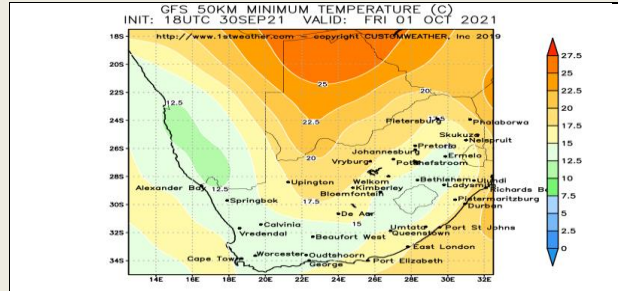 GFS 50KM MINIMUM TEMPERATURE (C)
INIT: 18UTC 30SEP21 VALID: FRI 01 OCT 2021
http://www.1stweather.com – copyright CUSTOMWEATHER, Inc 2019
18S
20S
22S
24S
26S
28S
30S
32S
34S
14E 16E 18E 20E 22E 24E 26E 28E 30E 32E
25
20
12.5
22.5
Pietersburg
Phalaborwa
Skukuza
Nelspruit
Pretoria
Johannesburg
Ermelo
20
Vryburg
Potchefstroom
Alexander Bay
12.5
Upington
Welkom
Bethlehem
Ulundi
Kimberley
Ladysmith
Bloemfontein
Richards Ba
Springbok
17.5
Pietermaritzburg
Durban
De Aar
Calvinia
15
Vredendal
Umtata
Port St Johns
Beaufort West
Queenstown
East London
Cape Town
Worcester
Oudtshoorn
George
Port Elizabeth
27.5
25
22.5
20
17.5
15
12.5
10
7.5
5
2.5
0